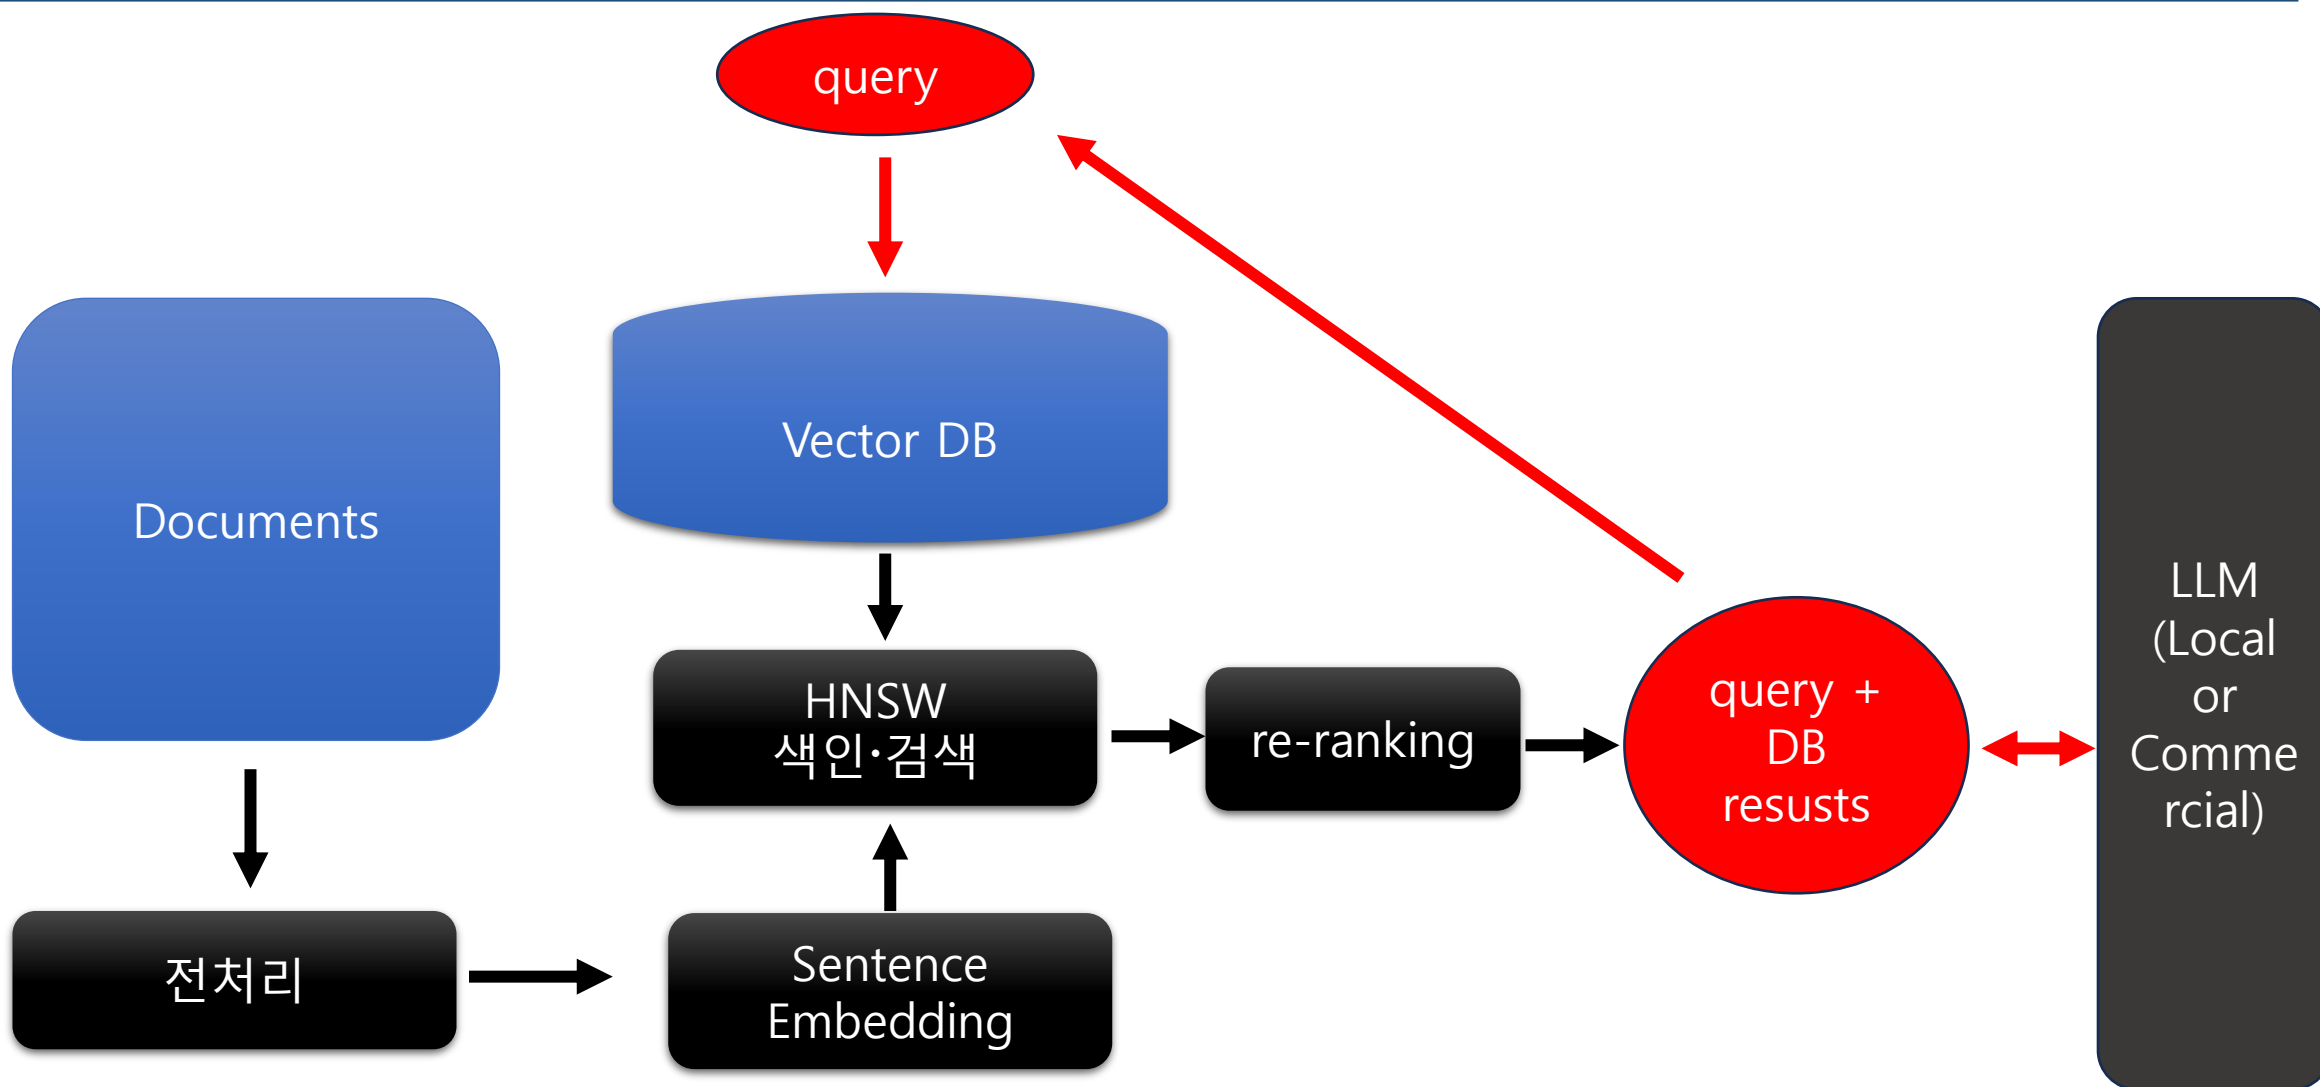 query
Documents
Vector DB
HNSW
색인·검색
re-ranking
query +
DB
resusts
LLM
(Local
or
Comme
rcial)
전처리
Sentence
Embedding